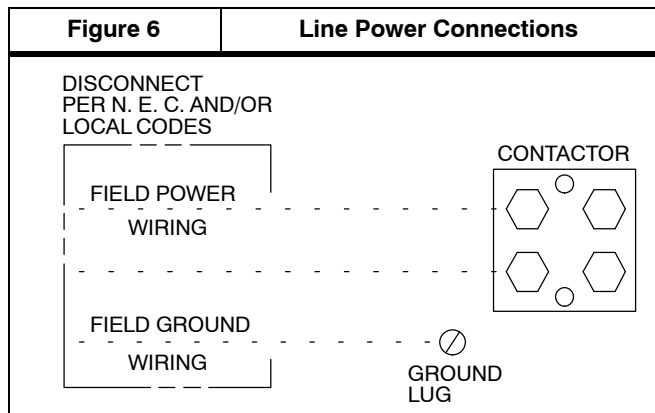 Figure 6
Line Power Connections
DISCONNECT
PER N. E. C. AND/OR
LOCAL CODES
CONTACTOR
FIELD POWER
WIRING
FIELD GROUND
WIRING
GROUND
LUG